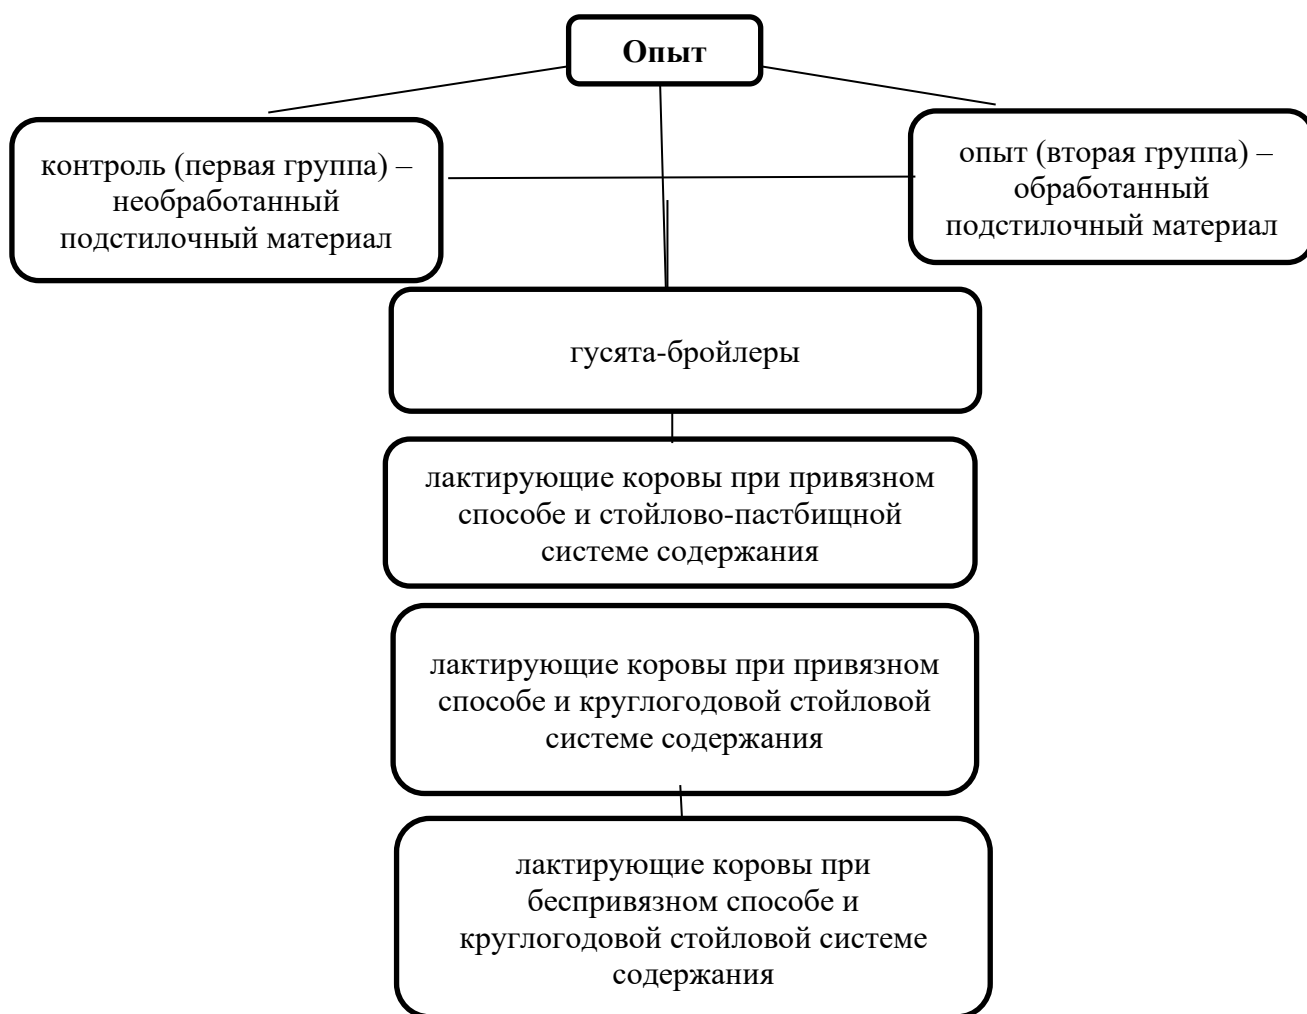 Опыт
контроль (первая группа) –
необработанный
подстилочный материал
опыт (вторая группа) –
обработанный
подстилочный материал
гусята-бройлеры
лактирующие коровы при привязном
способе и стойлово-пастбищной
системе содержания
лактирующие коровы при привязном
способе и круглогодовой стойловой
системе содержания
лактирующие коровы при
беспривязном способе и
круглогодовой стойловой системе
содержания